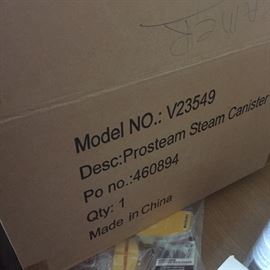 Model NO.: V23549
Desc:Prosteam Steam Canister
Po no.:460894
Qty: 1
Made in China